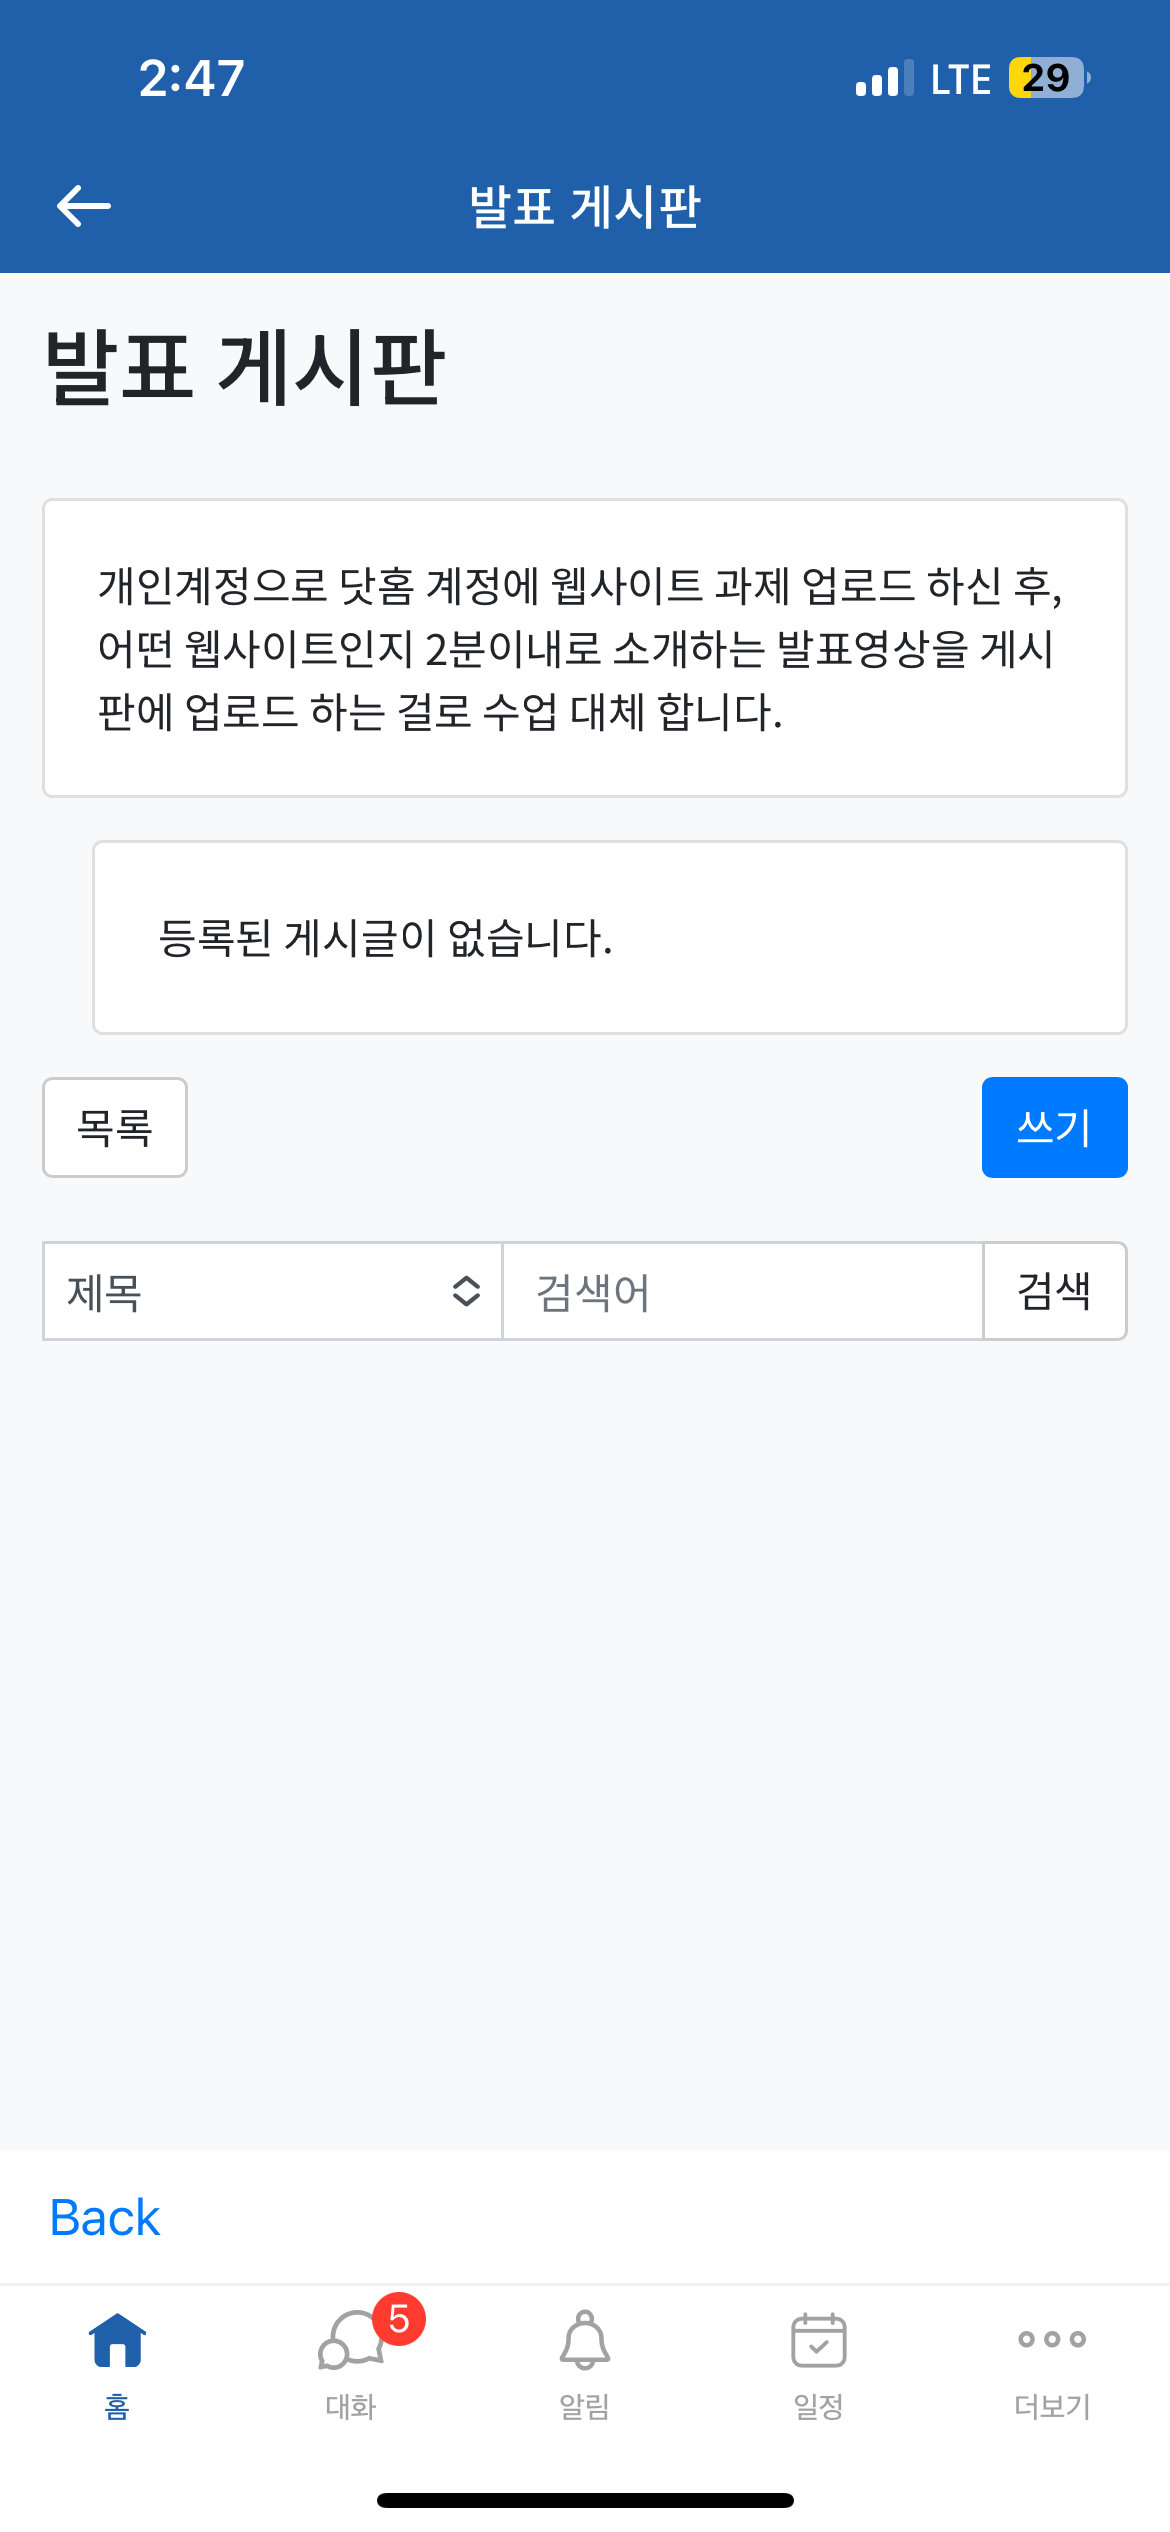 2:47
LTE
29
발표 게시판
발표 게시판
개인계정으로 닷홈 계정에 웹사이트 과제 업로드 하신 후,
어떤 웹사이트인지 2분이내로 소개하는 발표영상을 게시
판에 업로드 하는 걸로 수업 대체 합니다.
등록된 게시글이 없습니다.
목록
쓰기
제목
검색어
검색
Back
5
홈
대화
알림
일정
더보기